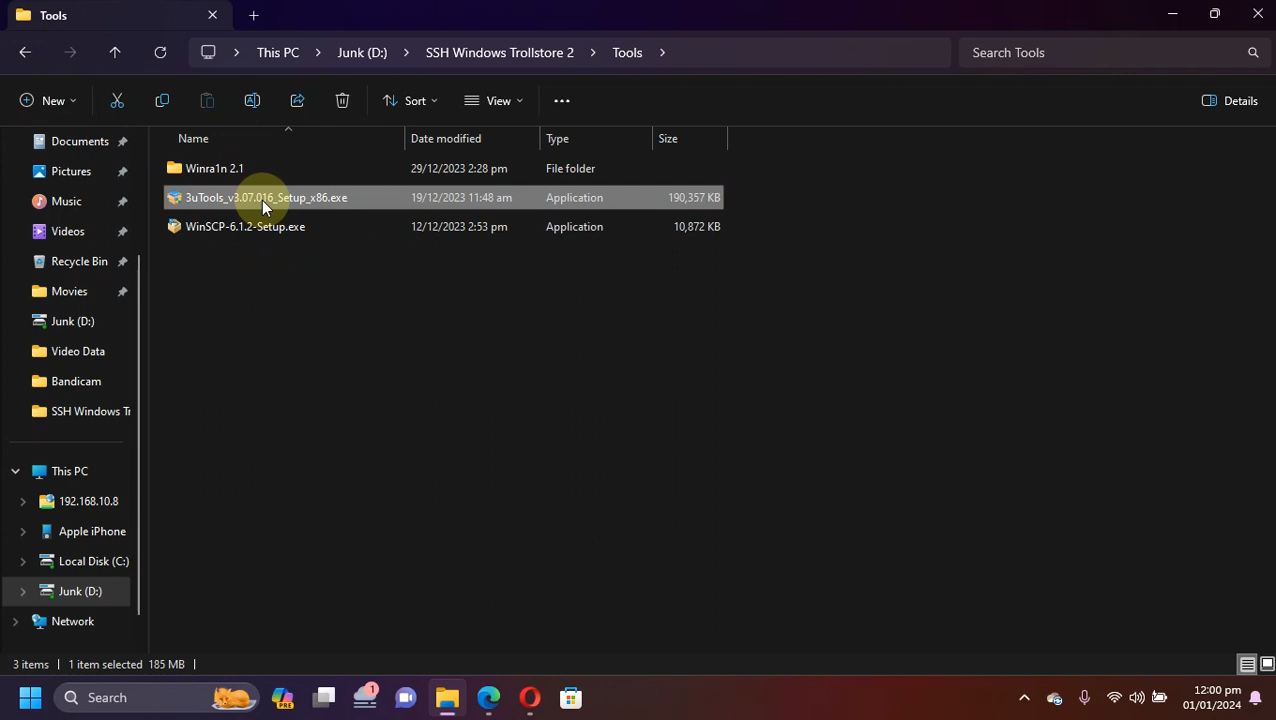 Tools
This PC
Junk (D:)
SSH Windows Trollstore 2
Tools
Search Tools
New
Sort
View
Details
Name
Date modified
Type
Size
Winra1n 2.1
29/12/2023 2:28 pm
File folder
3uTools_v3.07.016_Setup_x86.exe
19/12/2023 11:48 am
Application
190,357 KB
WinSCP-6.1.2-Setup.exe
12/12/2023 2:53 pm
Application
10,872 KB
Documents
Pictures
Music
Videos
Recycle Bin
Movies
Junk (D:)
Video Data
Bandicam
SSH Windows Tr
This PC
192.168.10.8
Apple iPhone
Local Disk (C:)
Junk (D:)
Network
3 items
1 item selected 185 MB
Search
PRE
1
12:00 pm
01/01/2024